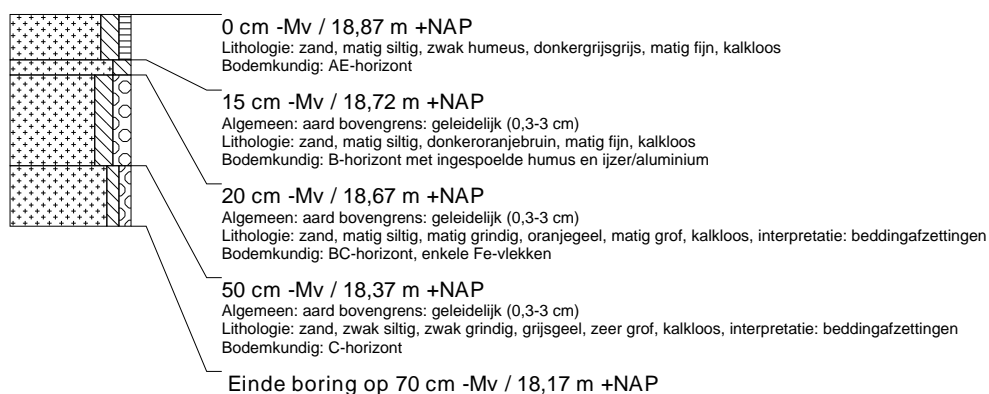 0 cm -Mv / 18,87 m +NAP
Lithologie: zand, matig siltig, zwak humeus, donkergrijsgrijs, matig fijn, kalkloos
Bodemkundig: AE-horizont
15 cm -Mv / 18,72 m +NAP
Algemeen: aard bovengrens: geleidelijk (0,3-3 cm)
Lithologie: zand, matig siltig, donkeroranjebruin, matig fijn, kalkloos
Bodemkundig: B-horizont met ingespoelde humus en ijzer/aluminium
20 cm -Mv / 18,67 m +NAP
Algemeen: aard bovengrens: geleidelijk (0,3-3 cm)
Lithologie: zand, matig siltig, matig grindig, oranjegeel, matig grof, kalkloos, interpretatie: beddingafzettingen
Bodemkundig: BC-horizont, enkele Fe-vlekken
50 cm -Mv / 18,37 m +NAP
Algemeen: aard bovengrens: geleidelijk (0,3-3 cm)
Lithologie: zand, zwak siltig, zwak grindig, grijsgeel, zeer grof, kalkloos, interpretatie: beddingafzettingen
Bodemkundig: C-horizont
Einde boring op 70 cm -Mv / 18,17 m +NAP